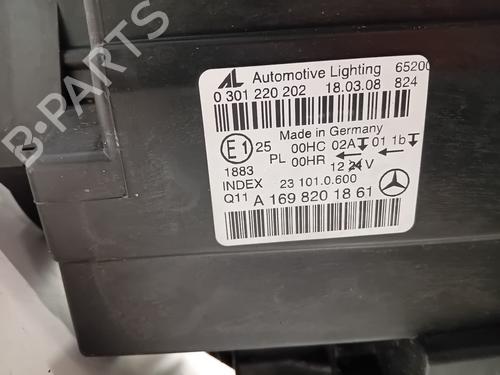 B-PARTS
AL Automotive Lighting 65200
0 301 220 202 18.03.08 824
Made in Germany
E1 25 00HC 02A 01 1b
PL 00HR 12 24 V
1883
INDEX 23 101.0.600
Q11 A 169 820 18 61